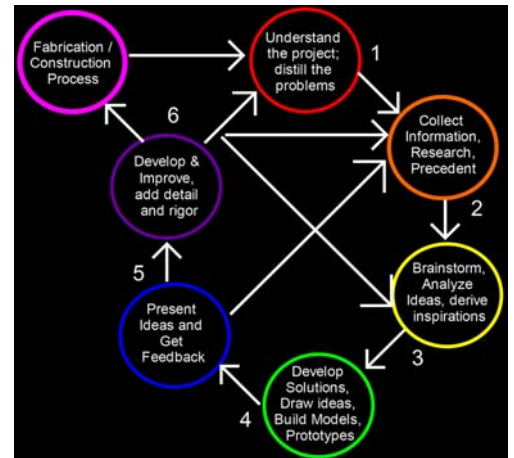 Fabrication /
Construction
Process
Understand
the project;
distill the
problems
1
Collect
Information,
Research,
Precedent
2
Brainstorm,
Analyze
Ideas, derive
inspirations
3
Develop
Solutions,
Draw ideas,
Build Models,
Prototypes
4
Present
Ideas and
Get
Feedback
5
Develop &
Improve,
add detail
and rigor
6